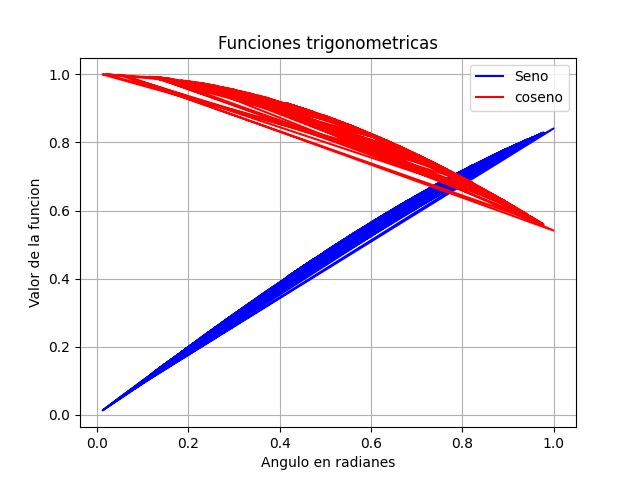 Funciones trigonometricas
Seno
coseno
Valor de la funcion
1.0
0.8
0.6
0.4
0.2
0.0
0.0 0.2 0.4 0.6 0.8 1.0
Angulo en radianes